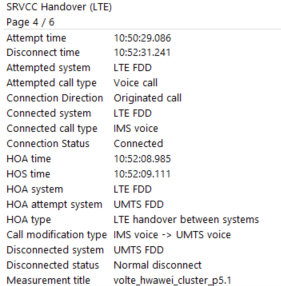 SRVCC Handover (LTE)
Page 4 / 6
Attempt time 10:50:29.086
Disconnect time 10:52:31.241
Attempted system LTE FDD
Attempted call type Voice call
Connection Direction Originated call
Connected system LTE FDD
Connected call type IMS voice
Connection Status Connected
HOA time 10:52:08.985
HOS time 10:52:09.111
HOA system LTE FDD
HOA attempt system UMTS FDD
HOA type LTE handover between systems
Call modification type IMS voice -> UMTS voice
Disconnected system UMTS FDD
Disconnected status Normal disconnect
Measurement title volte_hwawei_cluster_p5.1